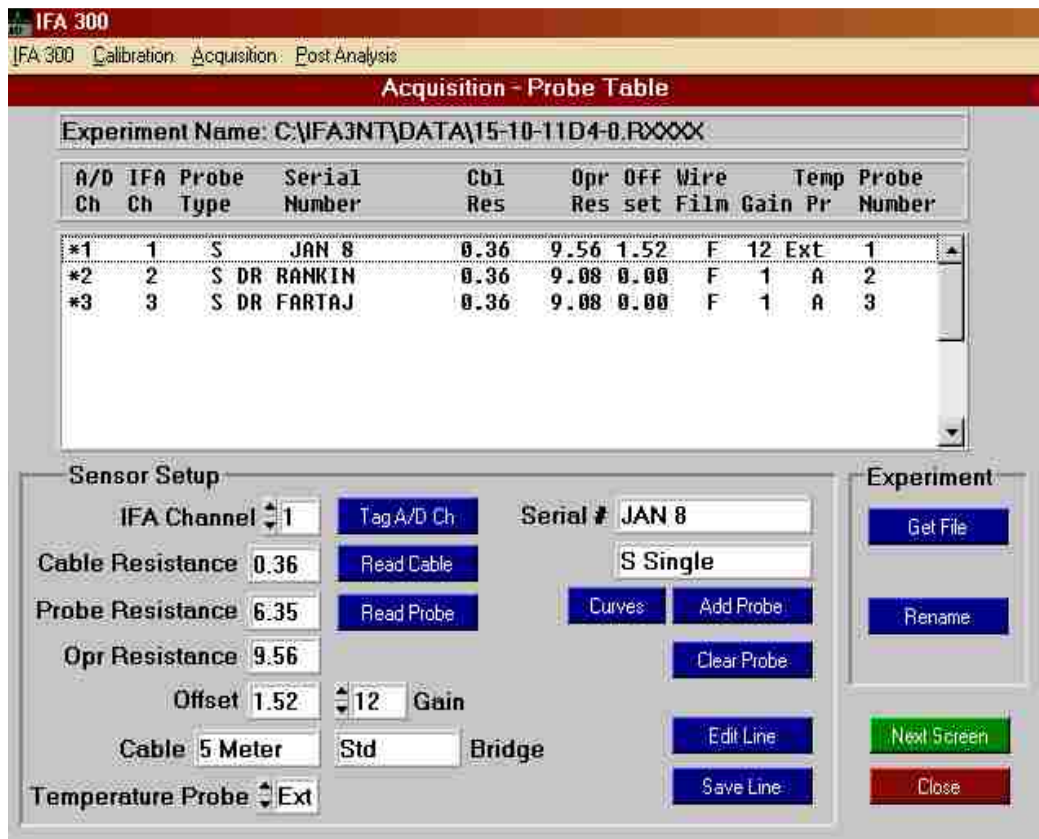 IFA 300
IFA 300 Calibration Acquisition Post Analysis
Acquisition - Probe Table
Experiment Name: C:\IFA3NT\DATA\15-10-11D4-0.RXXXX
A/D IFA Probe Serial Cbl Opr Off Wire Temp Probe
Ch Ch Type Number Res Res set Film Gain Pr Number
*1 1 S JAN 8 0.36 9.56 1.52 F 12 Ext 1
*2 2 S DR RANKIN 0.36 9.08 0.00 F 1 A 2
*3 3 S DR FARTAJ 0.36 9.08 0.00 F 1 A 3
Sensor Setup
Experiment
IFA Channel 1 Tag A/D Ch Serial # JAN 8 Get File
Cable Resistance 0.36 Read Cable S Single
Probe Resistance 6.35 Read Probe Curves Add Probe Rename
Opr Resistance 9.56 Clear Probe
Offset 1.52 12 Gain
Cable 5 Meter Std Bridge Edit Line Next Screen
Temperature Probe Ext Save Line Close